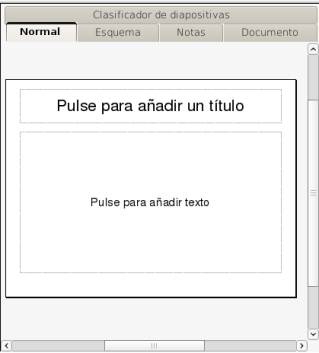 Clasificador de diapositivas
Normal Esquema Notas Documento
Pulse para añadir un título
Pulse para añadir texto